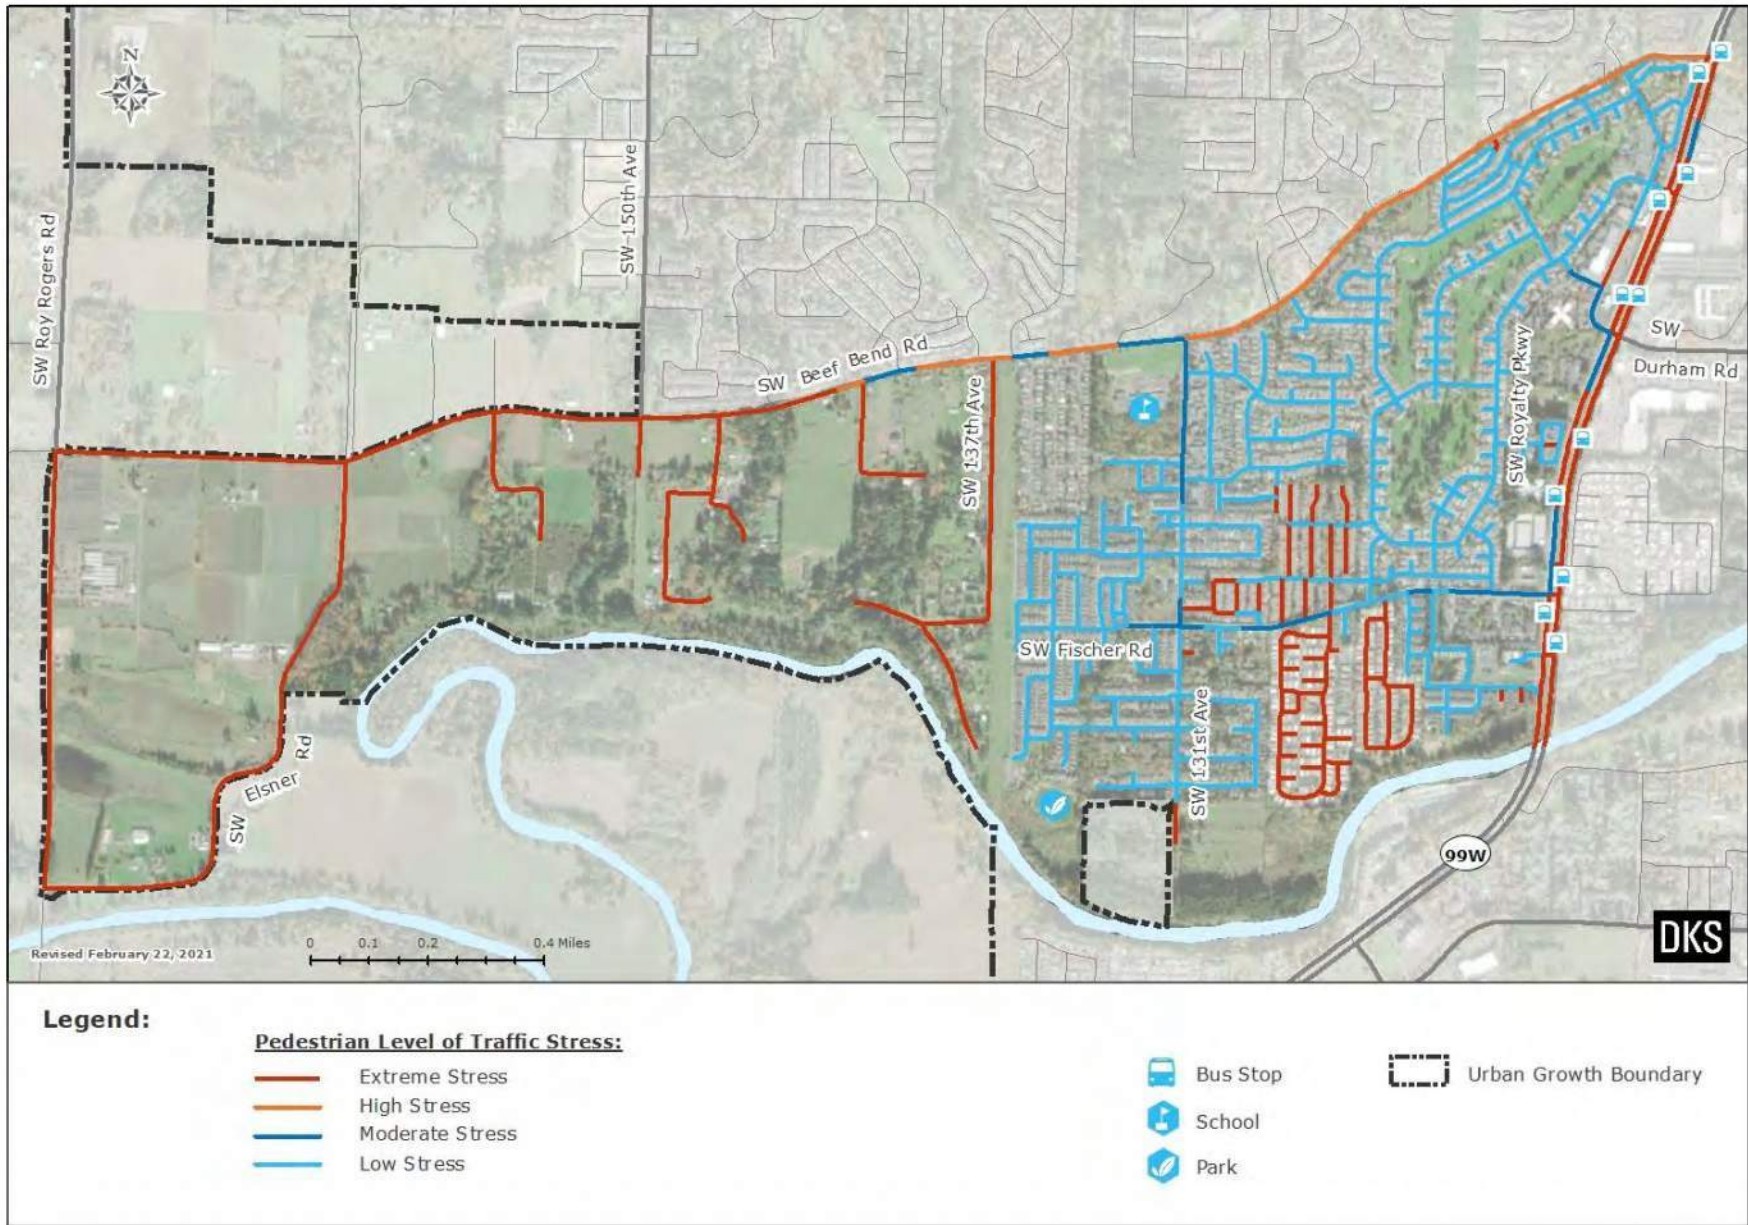 N
SW Roy Rogers Rd
SW 150th Ave
SW Beef Bend Rd
SW 137th Ave
SW Royalty Pkwy
SW
Durham Rd
SW Fischer Rd
SW 131st Ave
SW Elsner Rd
99W
DKS
Revised February 22, 2021
0 0.1 0.2 0.4 Miles
Legend:
Pedestrian Level of Traffic Stress:
Extreme Stress
High Stress
Moderate Stress
Low Stress
Bus Stop
School
Park
Urban Growth Boundary